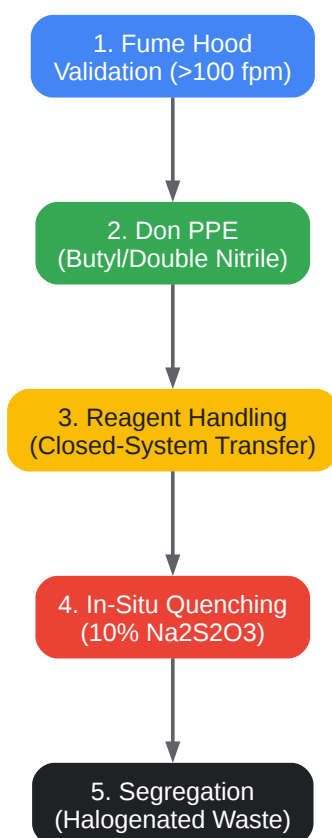 1. Fume Hood
Validation (>100 fpm)
2. Don PPE
(Butyl/Double Nitrile)
3. Reagent Handling
(Closed-System Transfer)
4. In-Situ Quenching
(10% Na2S2O3)
5. Segregation
(Halogenated Waste)